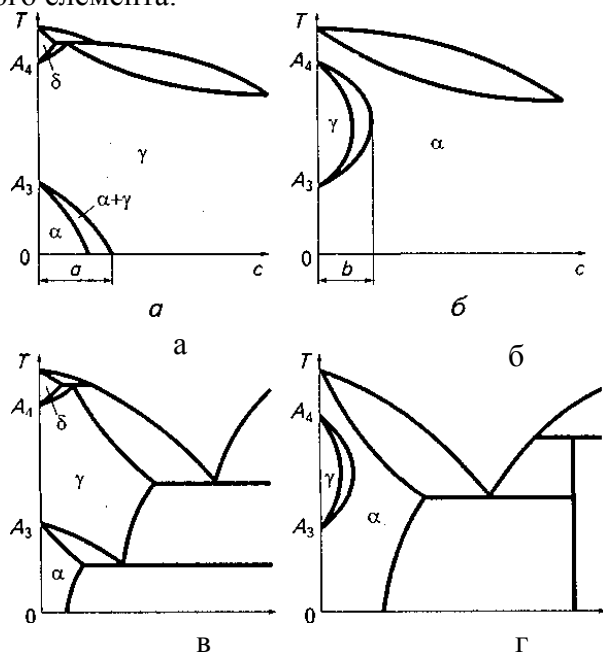 ого элемента.
T
A4
δ
γ
A3
α+γ
α
0
a
c
а
а
T
A4
γ
α
A3
0
b
c
б
б
T
A4
δ
γ
A3
α
0
в
T
A4
γ
α
A3
0
г